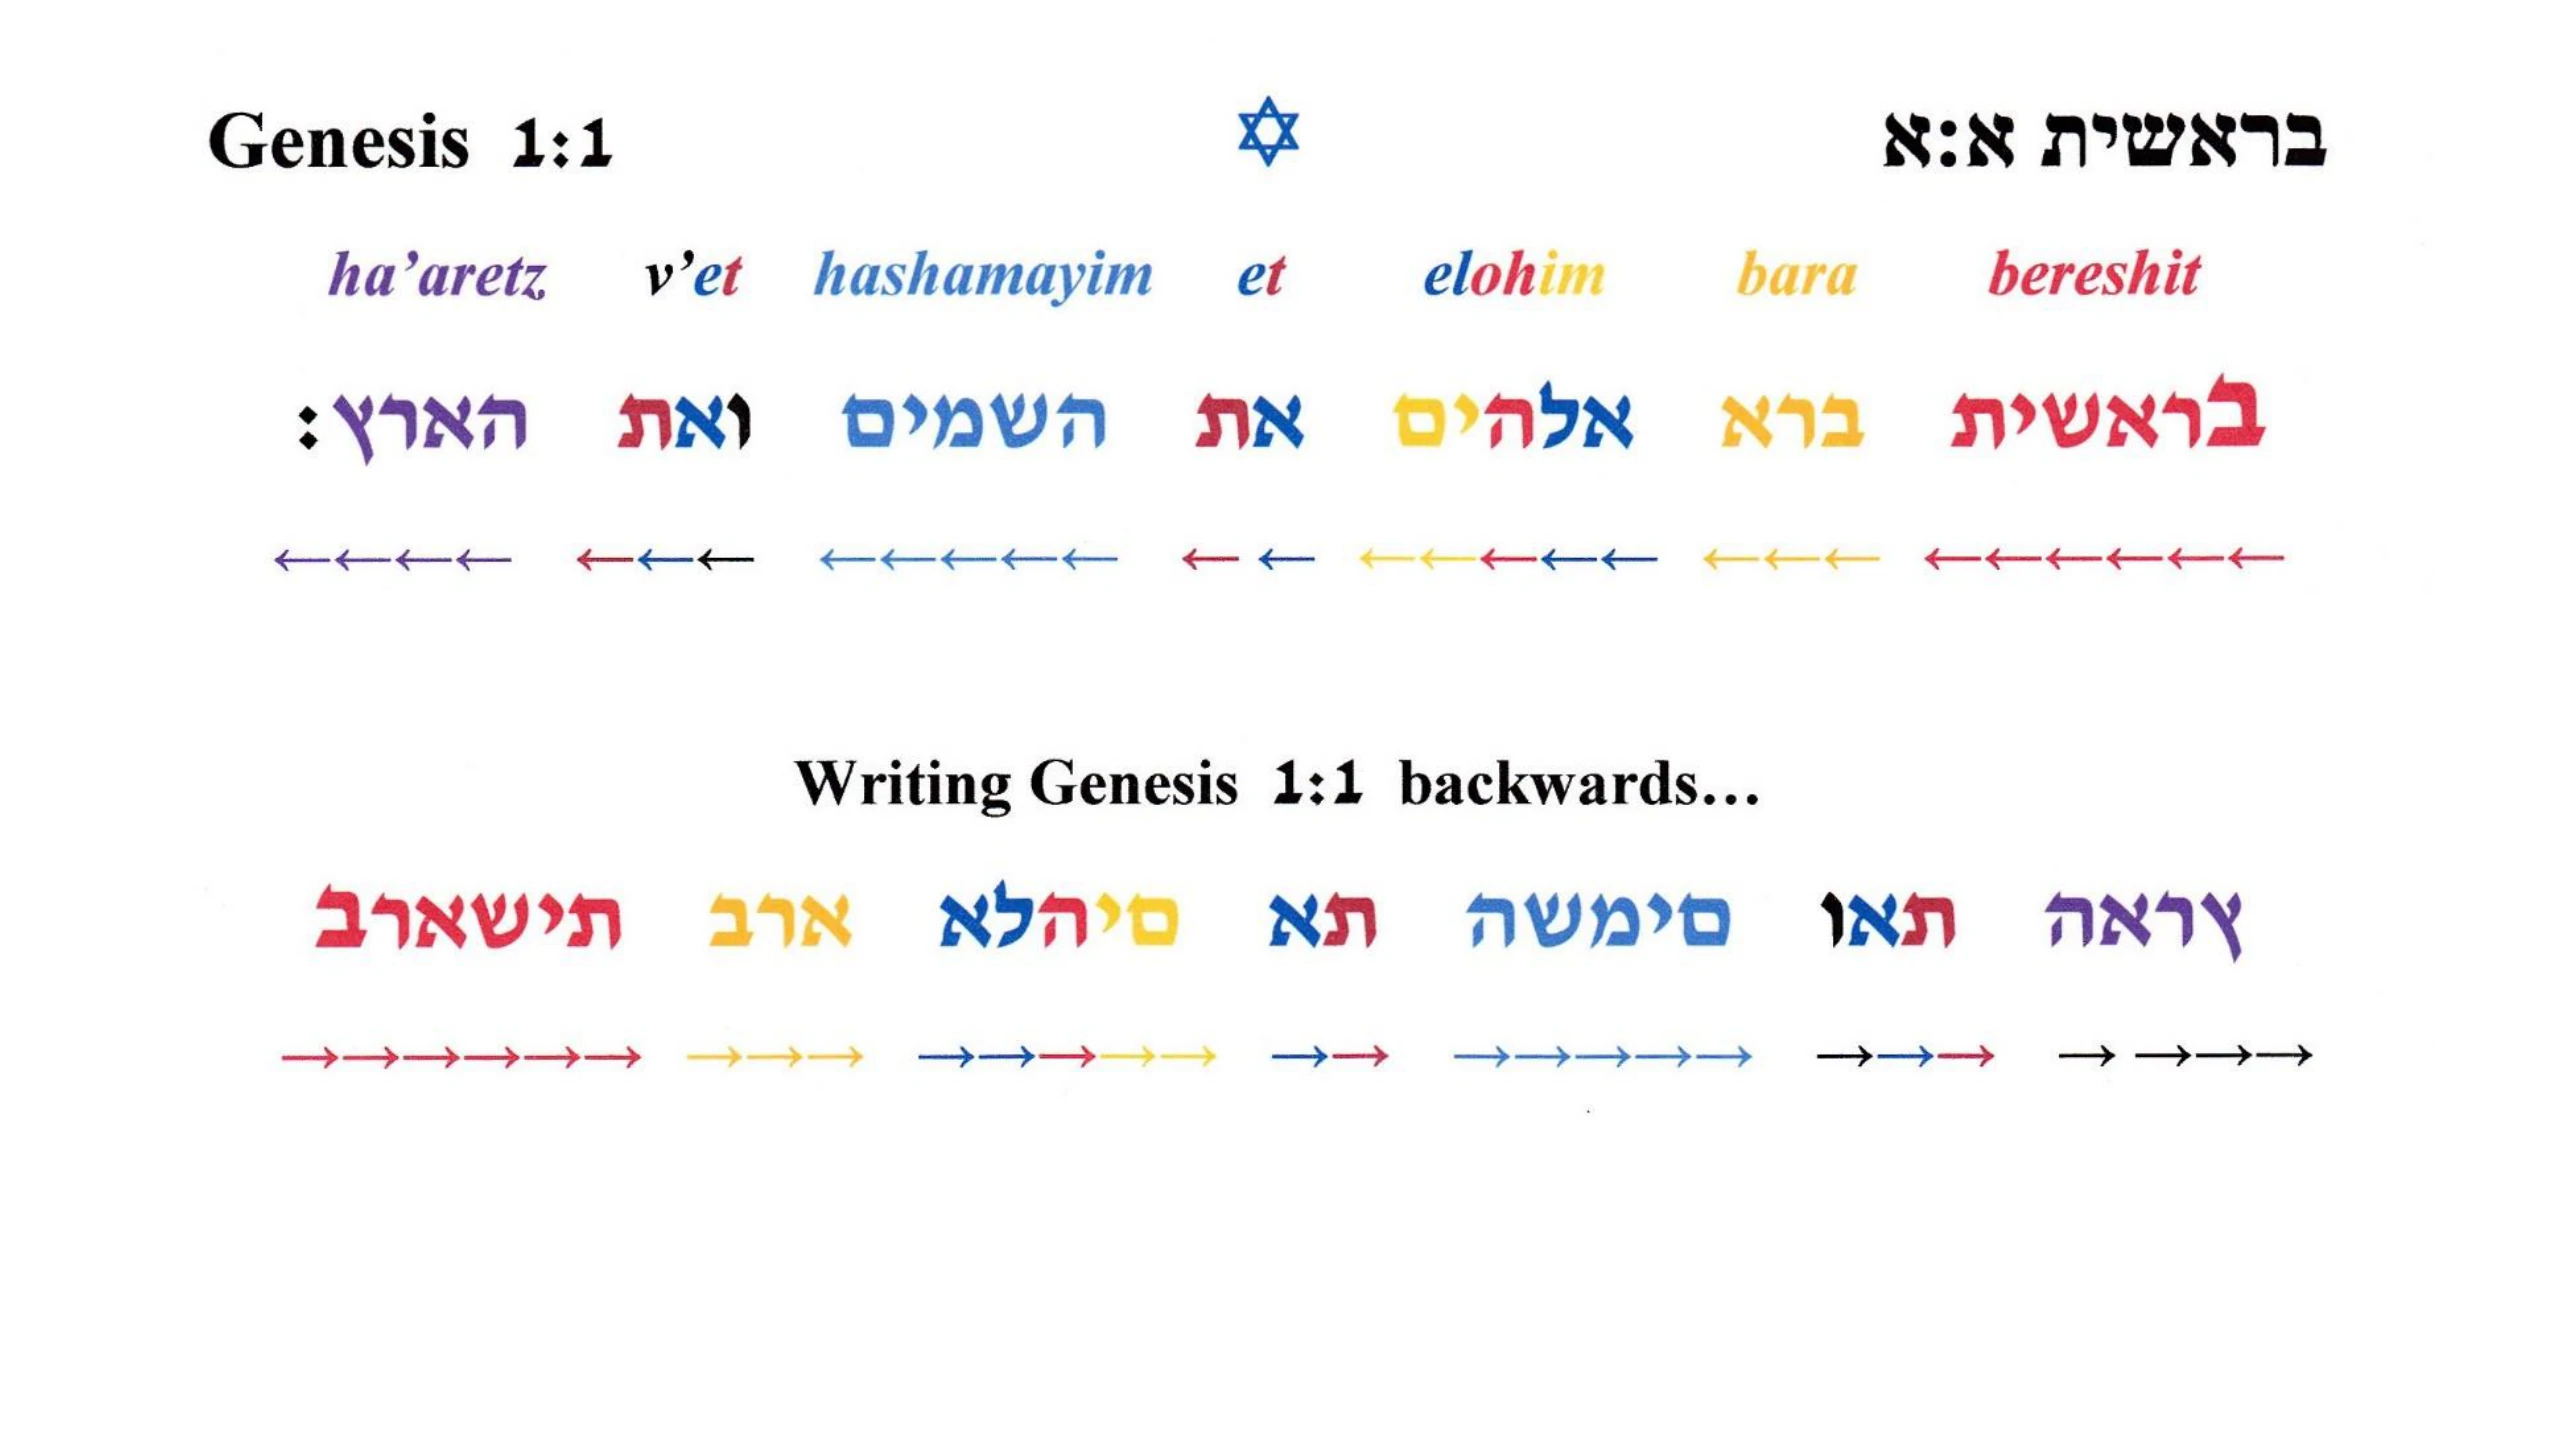 Genesis 1:1 בראשית א:א
ha’aretz v’et hashamayim et elohim bara bereshit
בראשית ברא אלהים את השמים ואת הארץ:
Writing Genesis 1:1 backwards…
ץראה תאו םימשה תא םיהלא ארב תישארב